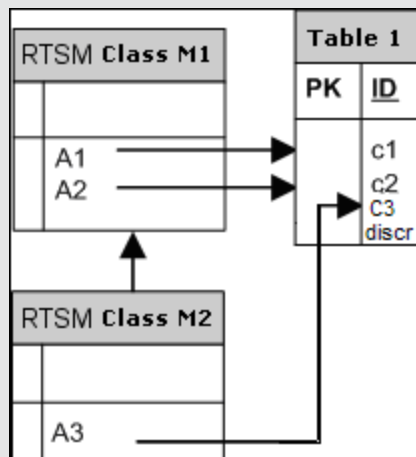 RTSM Class M1
A1
A2
Table 1
PK ID
c1
c2
C3
discr
RTSM Class M2
A3